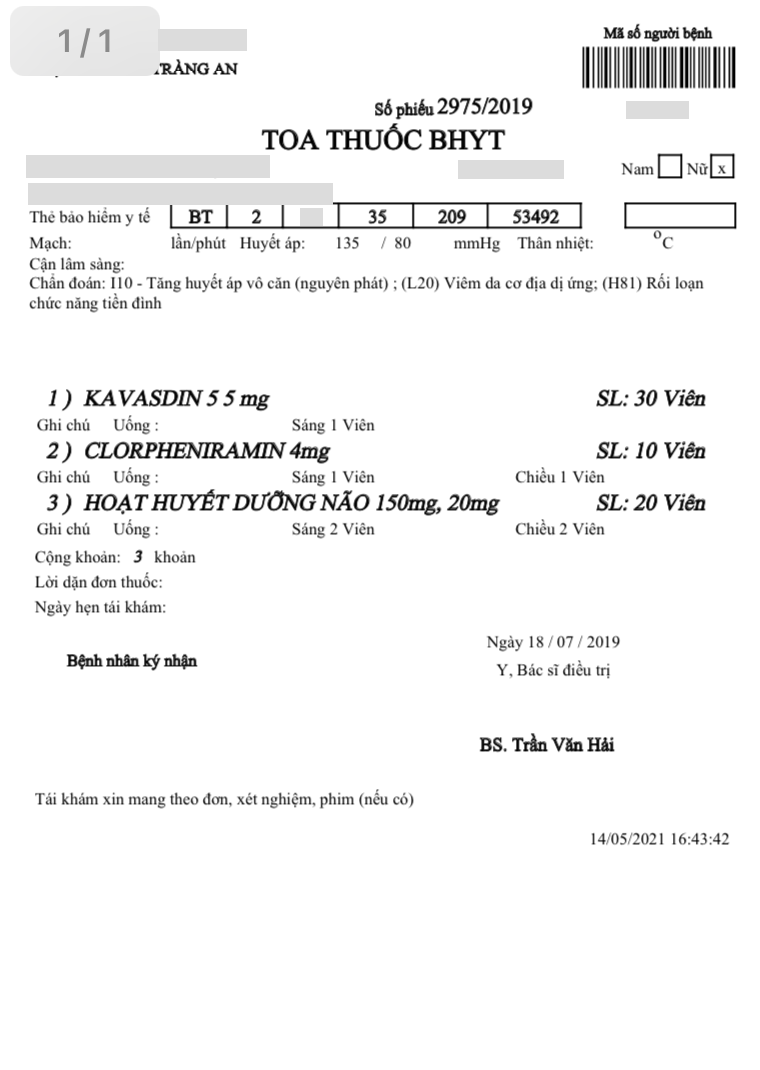 1/1
TRÀNG AN
Mã số người bệnh
Số phiếu 2975/2019
TOA THUỐC BHYT
Nam Nữ x
Thẻ bảo hiểm y tế BT 2 35 209 53492
Mạch: lần/phút Huyết áp: 135 / 80 mmHg Thân nhiệt: ºC
Cận lâm sàng:
Chẩn đoán: I10 - Tăng huyết áp vô căn (nguyên phát) ; (L20) Viêm da cơ địa dị ứng; (H81) Rối loạn
chức năng tiền đình
1 ) KAVASDIN 5 5 mg SL: 30 Viên
Ghi chú Uống : Sáng 1 Viên
2 ) CLORPHENIRAMIN 4mg SL: 10 Viên
Ghi chú Uống : Sáng 1 Viên Chiều 1 Viên
3 ) HOẠT HUYẾT DƯỠNG NÃO 150mg, 20mg SL: 20 Viên
Ghi chú Uống : Sáng 2 Viên Chiều 2 Viên
Cộng khoản: 3 khoản
Lời dặn đơn thuốc:
Ngày hẹn tái khám:
Ngày 18 / 07 / 2019
Bệnh nhân ký nhận
Y, Bác sĩ điều trị
BS. Trần Văn Hải
Tái khám xin mang theo đơn, xét nghiệm, phim (nếu có)
14/05/2021 16:43:42